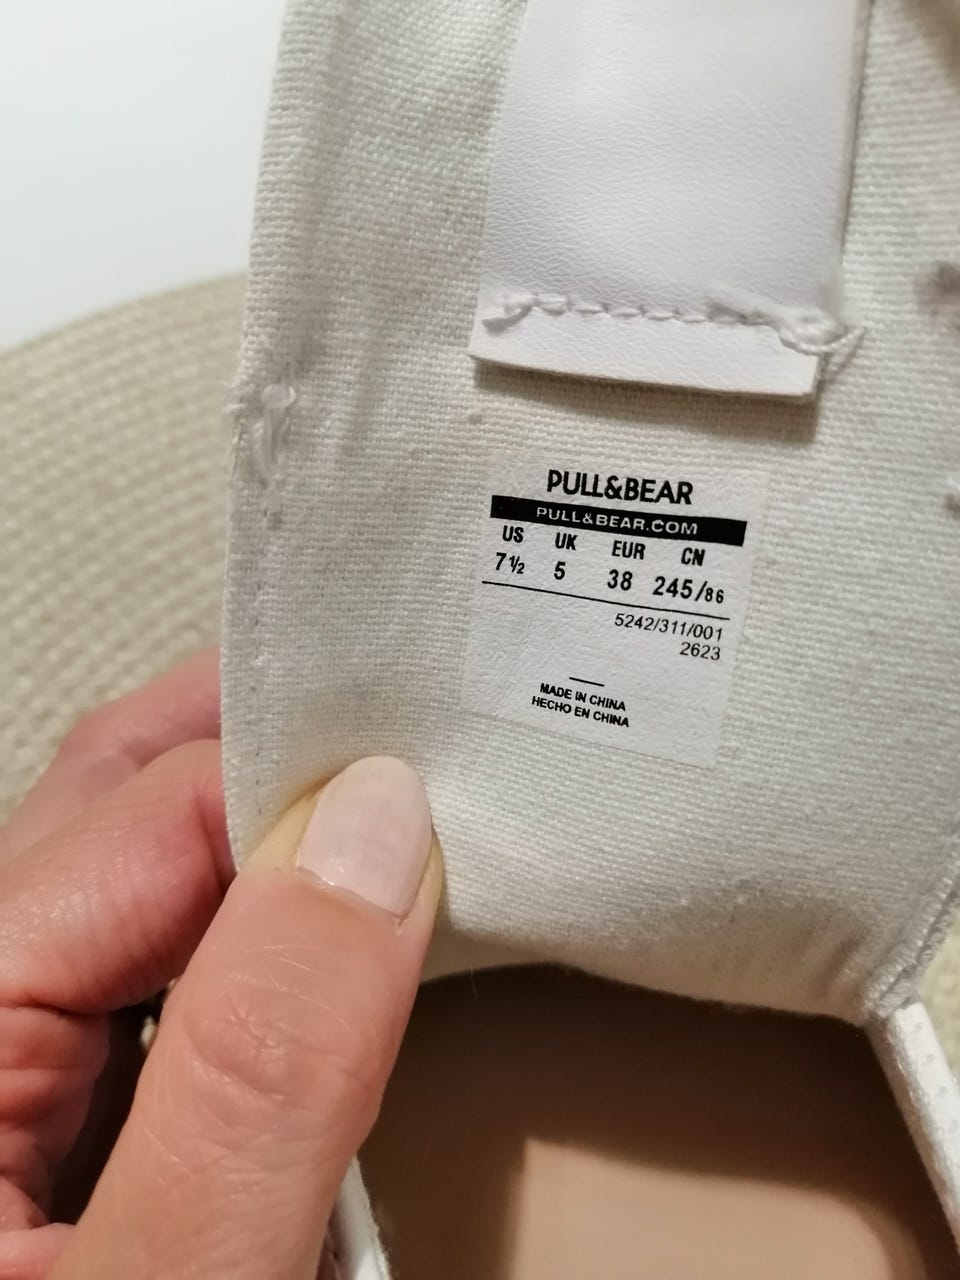 PULL&BEAR
PULL&BEAR.COM
US UK EUR CN
7½ 5 38 245/86
5242/311/001
2623
MADE IN CHINA
HECHO EN CHINA